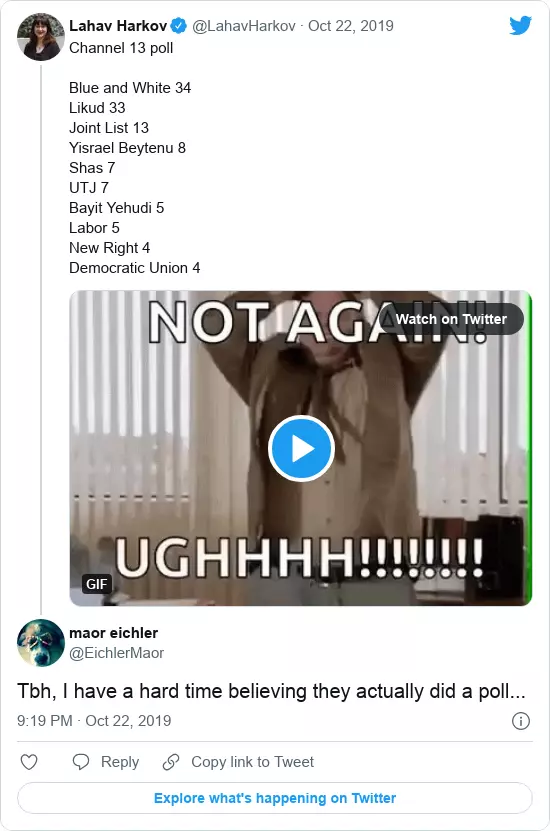 Lahav Harkov @LahavHarkov · Oct 22, 2019
Channel 13 poll
Blue and White 34
Likud 33
Joint List 13
Yisrael Beytenu 8
Shas 7
UTJ 7
Bayit Yehudi 5
Labor 5
New Right 4
Democratic Union 4
NOT AGAIN!
Watch on Twitter
UGHHHH!!!!!!!!
GIF
maor eichler
@EichlerMaor
Tbh, I have a hard time believing they actually did a poll...
9:19 PM · Oct 22, 2019
Reply Copy link to Tweet
Explore what's happening on Twitter